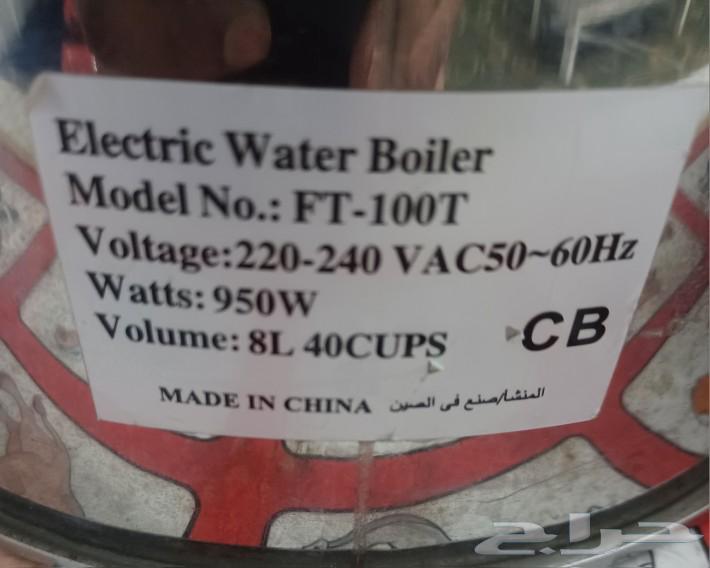 Electric Water Boiler
Model No.: FT-100T
Voltage:220-240 VAC50~60Hz
Watts: 950W
Volume: 8L 40CUPS
CB
MADE IN CHINA المنشأ/صنع فى الصين
حراج